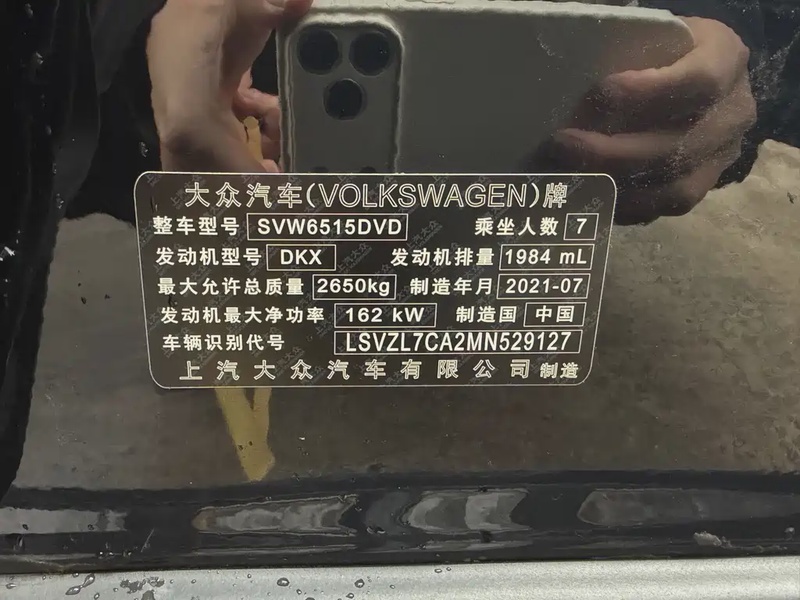 大众汽车(VOLKSWAGEN)牌
整车型号 SVW6515DVD 乘坐人数 7
发动机型号 DKX 发动机排量 1984 mL
最大允许总质量 2650kg 制造年月 2021-07
发动机最大净功率 162 kW 制造国 中国
车辆识别代号 LSVZL7CA2MN529127
上汽大众汽车有限公司 制造